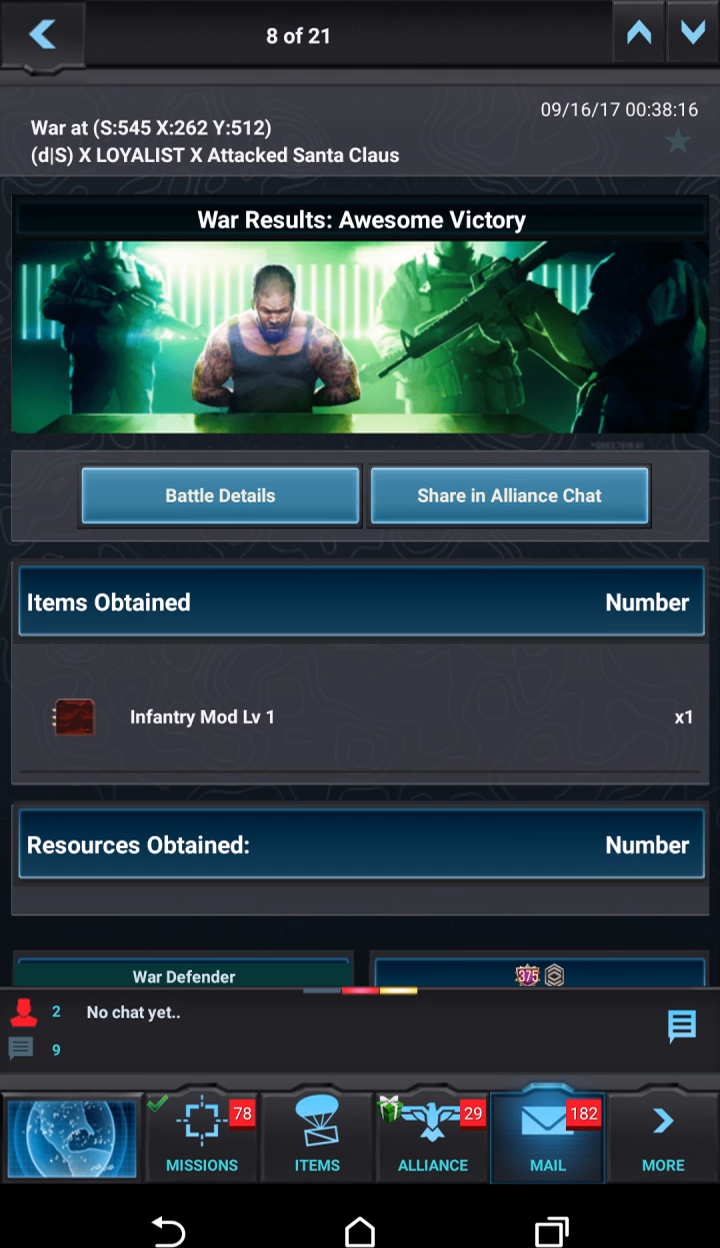 8 of 21
09/16/17 00:38:16
War at (S:545 X:262 Y:512)
(d|S) X LOYALIST X Attacked Santa Claus
War Results: Awesome Victory
Battle Details
Share in Alliance Chat
Items Obtained Number
Infantry Mod Lv 1 x1
Resources Obtained: Number
War Defender 375
2 No chat yet..
9
78 29 182
MISSIONS ITEMS ALLIANCE MAIL MORE